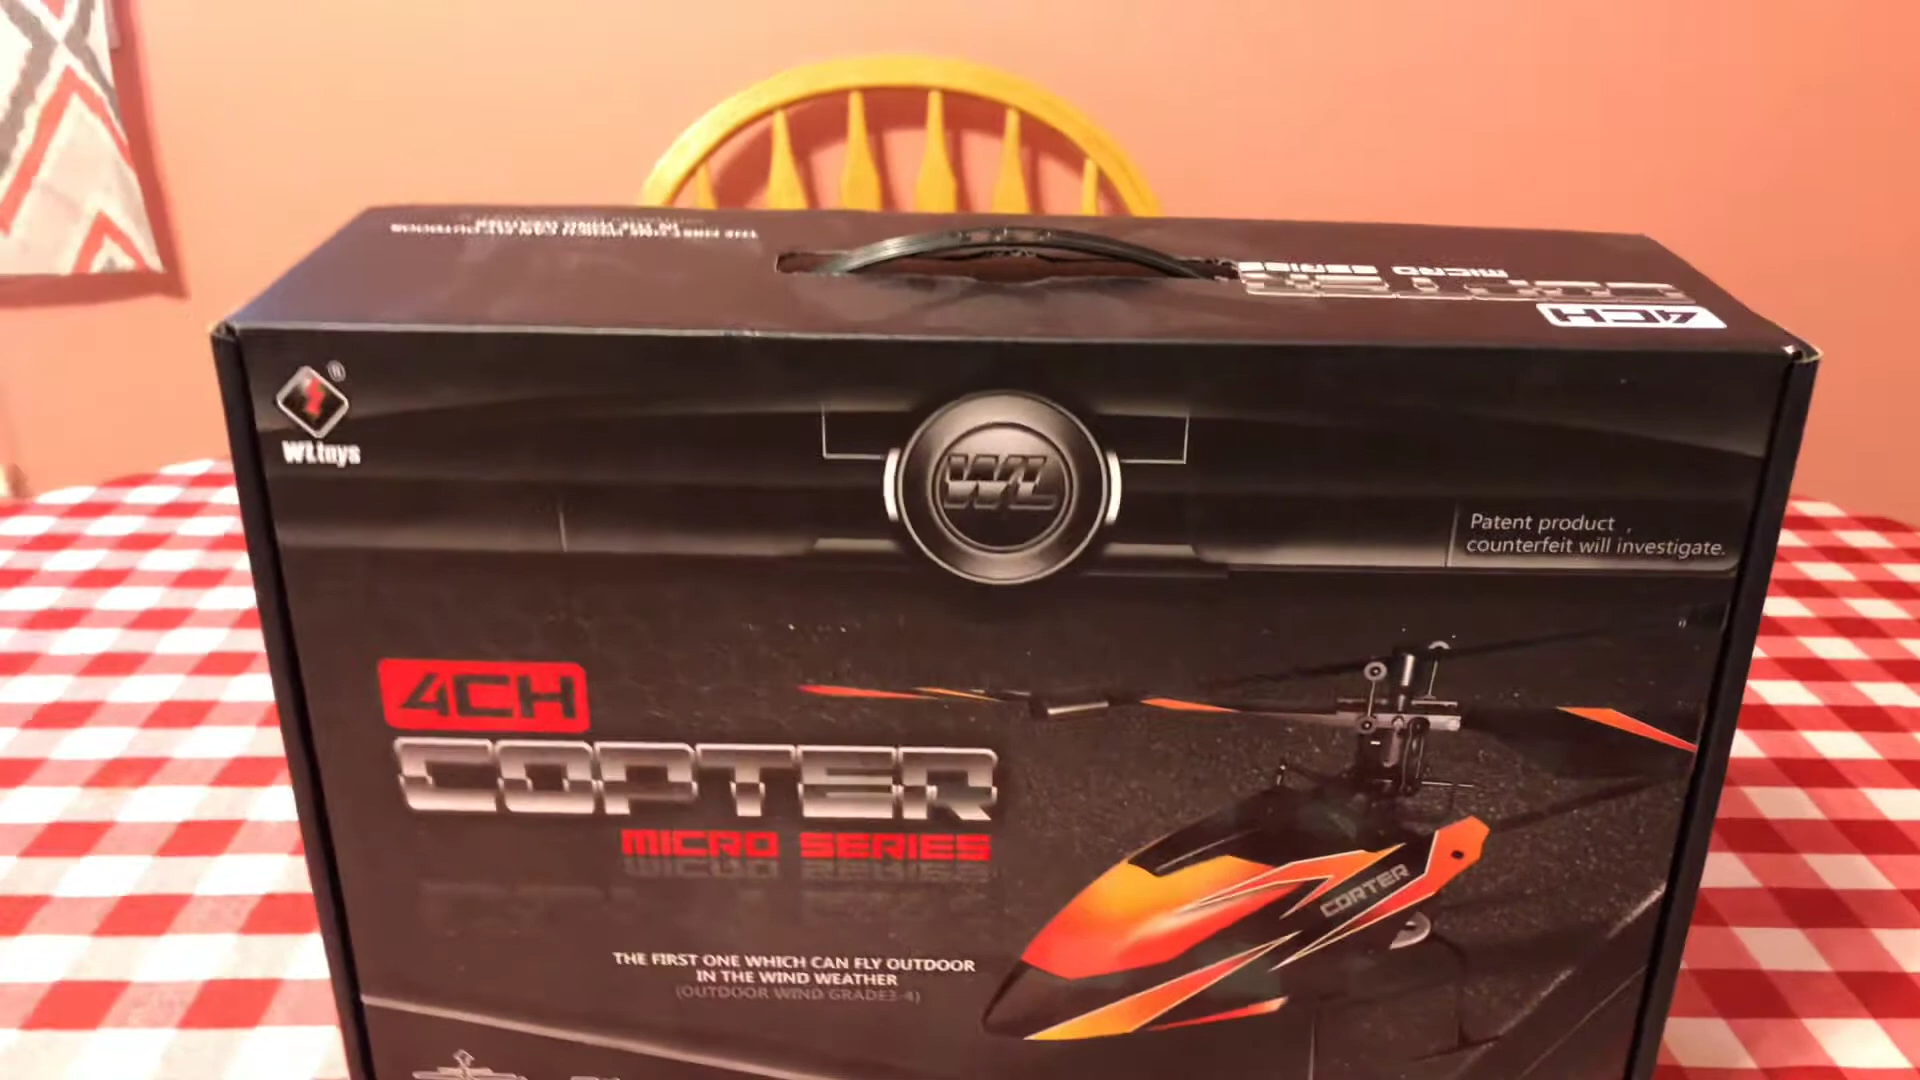 4CH
MICRO SERIES
®
WLtoys
WL
Patent product ,
counterfeit will investigate.
4CH
COPTER
MICRO SERIES
CORTER
THE FIRST ONE WHICH CAN FLY OUTDOOR
IN THE WIND WEATHER
(OUTDOOR WIND GRADE3-4)